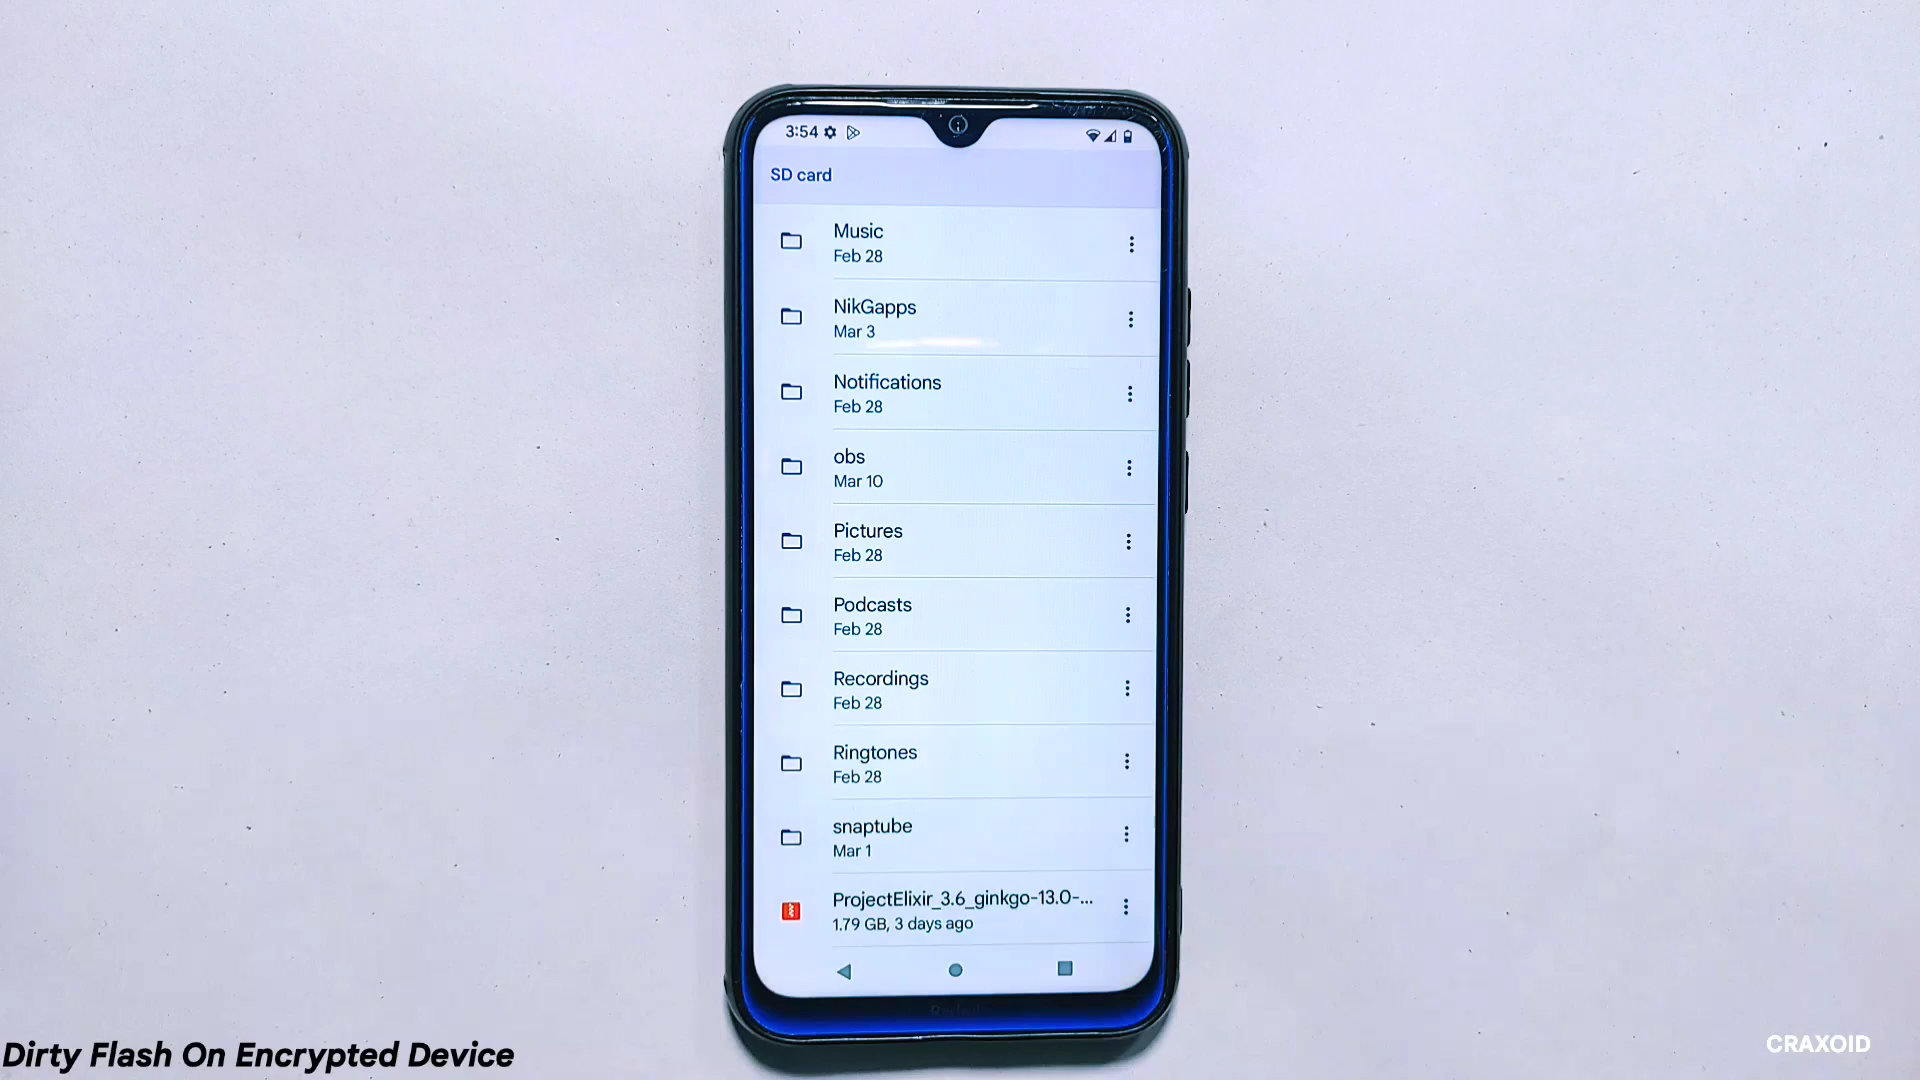 3:54
SD card
Music
Feb 28
NikGapps
Mar 3
Notifications
Feb 28
obs
Mar 10
Pictures
Feb 28
Podcasts
Feb 28
Recordings
Feb 28
Ringtones
Feb 28
snaptube
Mar 1
ProjectElixir_3.6_ginkgo-13.0-...
1.79 GB, 3 days ago
Dirty Flash On Encrypted Device
CRAXOID